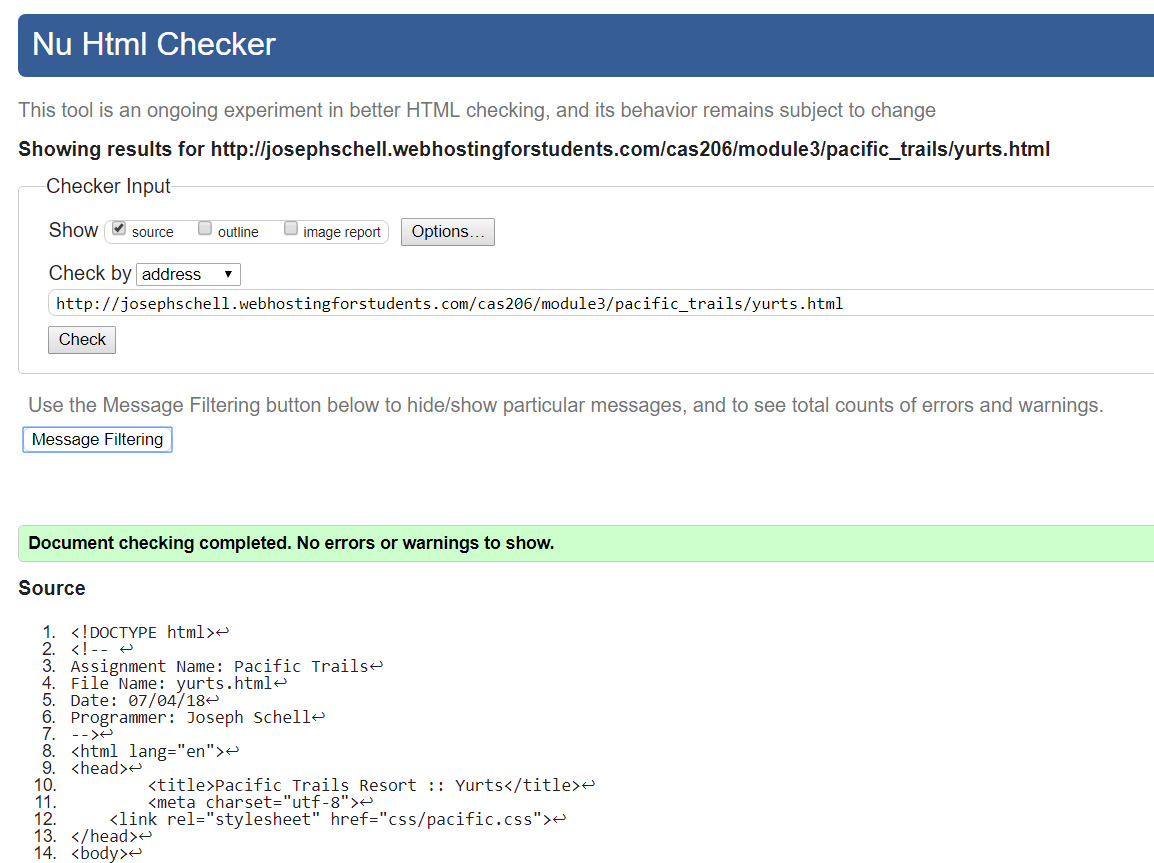 Nu Html Checker
This tool is an ongoing experiment in better HTML checking, and its behavior remains subject to change
Showing results for http://josephschell.webhostingforstudents.com/cas206/module3/pacific_trails/yurts.html
Checker Input
Show source outline image report Options...
Check by address
http://josephschell.webhostingforstudents.com/cas206/module3/pacific_trails/yurts.html
Check
Use the Message Filtering button below to hide/show particular messages, and to see total counts of errors and warnings.
Message Filtering
Document checking completed. No errors or warnings to show.
Source
1. <!DOCTYPE html>↩
2. <!-- ↩
3. Assignment Name: Pacific Trails↩
4. File Name: yurts.html↩
5. Date: 07/04/18↩
6. Programmer: Joseph Schell↩
7. -->↩
8. <html lang="en">↩
9. <head>↩
10. <title>Pacific Trails Resort :: Yurts</title>↩
11. <meta charset="utf-8">↩
12. <link rel="stylesheet" href="css/pacific.css">↩
13. </head>↩
14. <body>↩